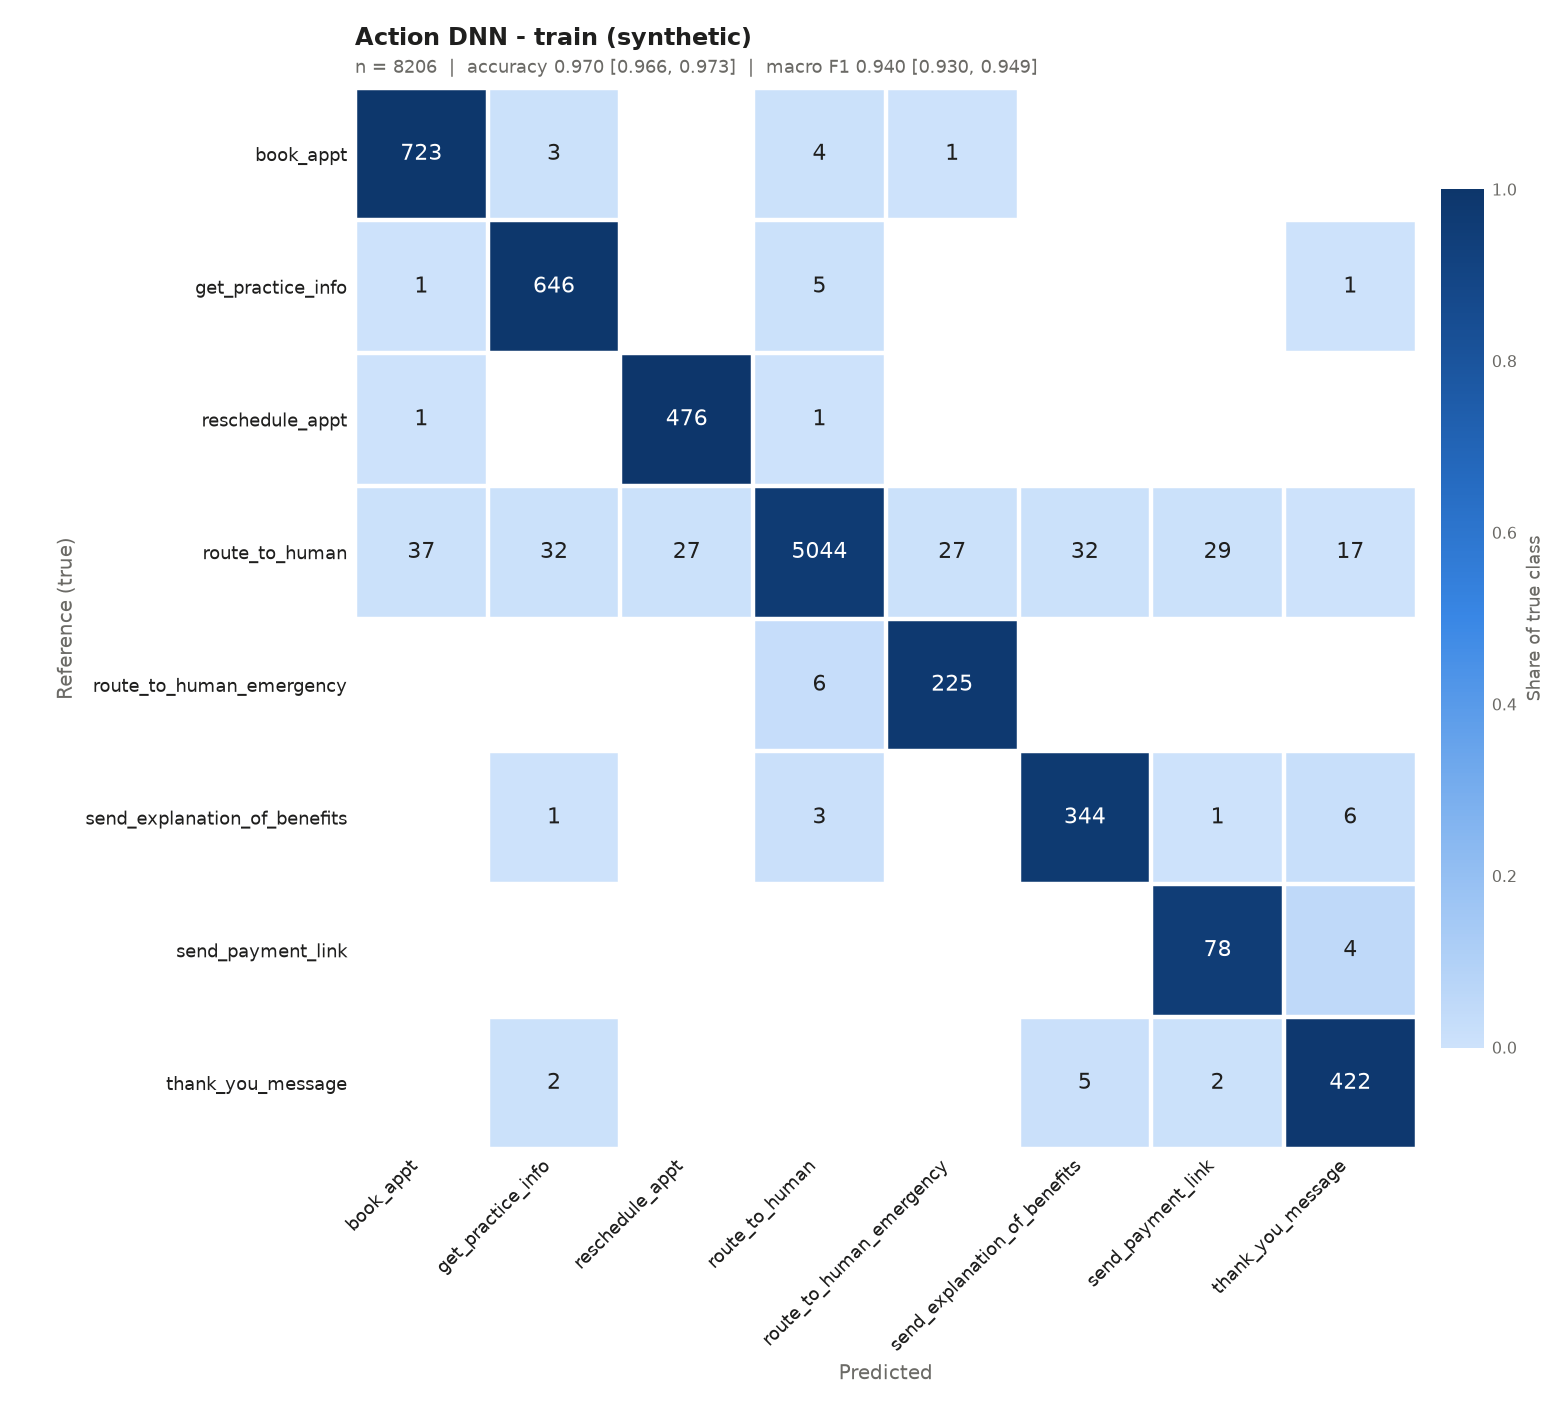 Action DNN - train (synthetic)
n = 8206 | accuracy 0.970 [0.966, 0.973] | macro F1 0.940 [0.930, 0.949]
book_appt 723 3 4 1
get_practice_info 1 646 5 1
reschedule_appt 1 476 1
route_to_human 37 32 27 5044 27 32 29 17
route_to_human_emergency 6 225
send_explanation_of_benefits 1 3 344 1 6
send_payment_link 78 4
thank_you_message 2 5 2 422
book_appt
get_practice_info
reschedule_appt
route_to_human
route_to_human_emergency
send_explanation_of_benefits
send_payment_link
thank_you_message
Predicted
Reference (true)
1.0
0.8
0.6
0.4
0.2
0.0
Share of true class